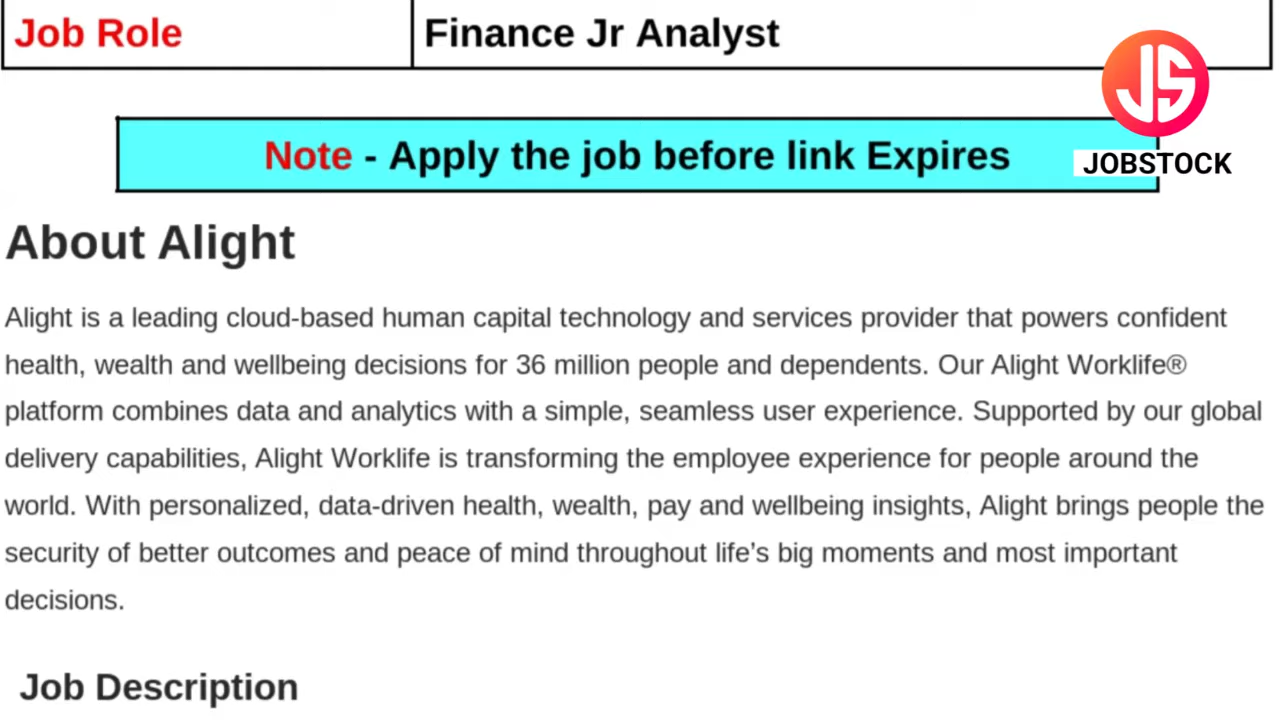 Job Role Finance Jr Analyst
JS
Note - Apply the job before link Expires
JOBSTOCK
About Alight
Alight is a leading cloud-based human capital technology and services provider that powers confident
health, wealth and wellbeing decisions for 36 million people and dependents. Our Alight Worklife®
platform combines data and analytics with a simple, seamless user experience. Supported by our global
delivery capabilities, Alight Worklife is transforming the employee experience for people around the
world. With personalized, data-driven health, wealth, pay and wellbeing insights, Alight brings people the
security of better outcomes and peace of mind throughout life’s big moments and most important
decisions.
Job Description